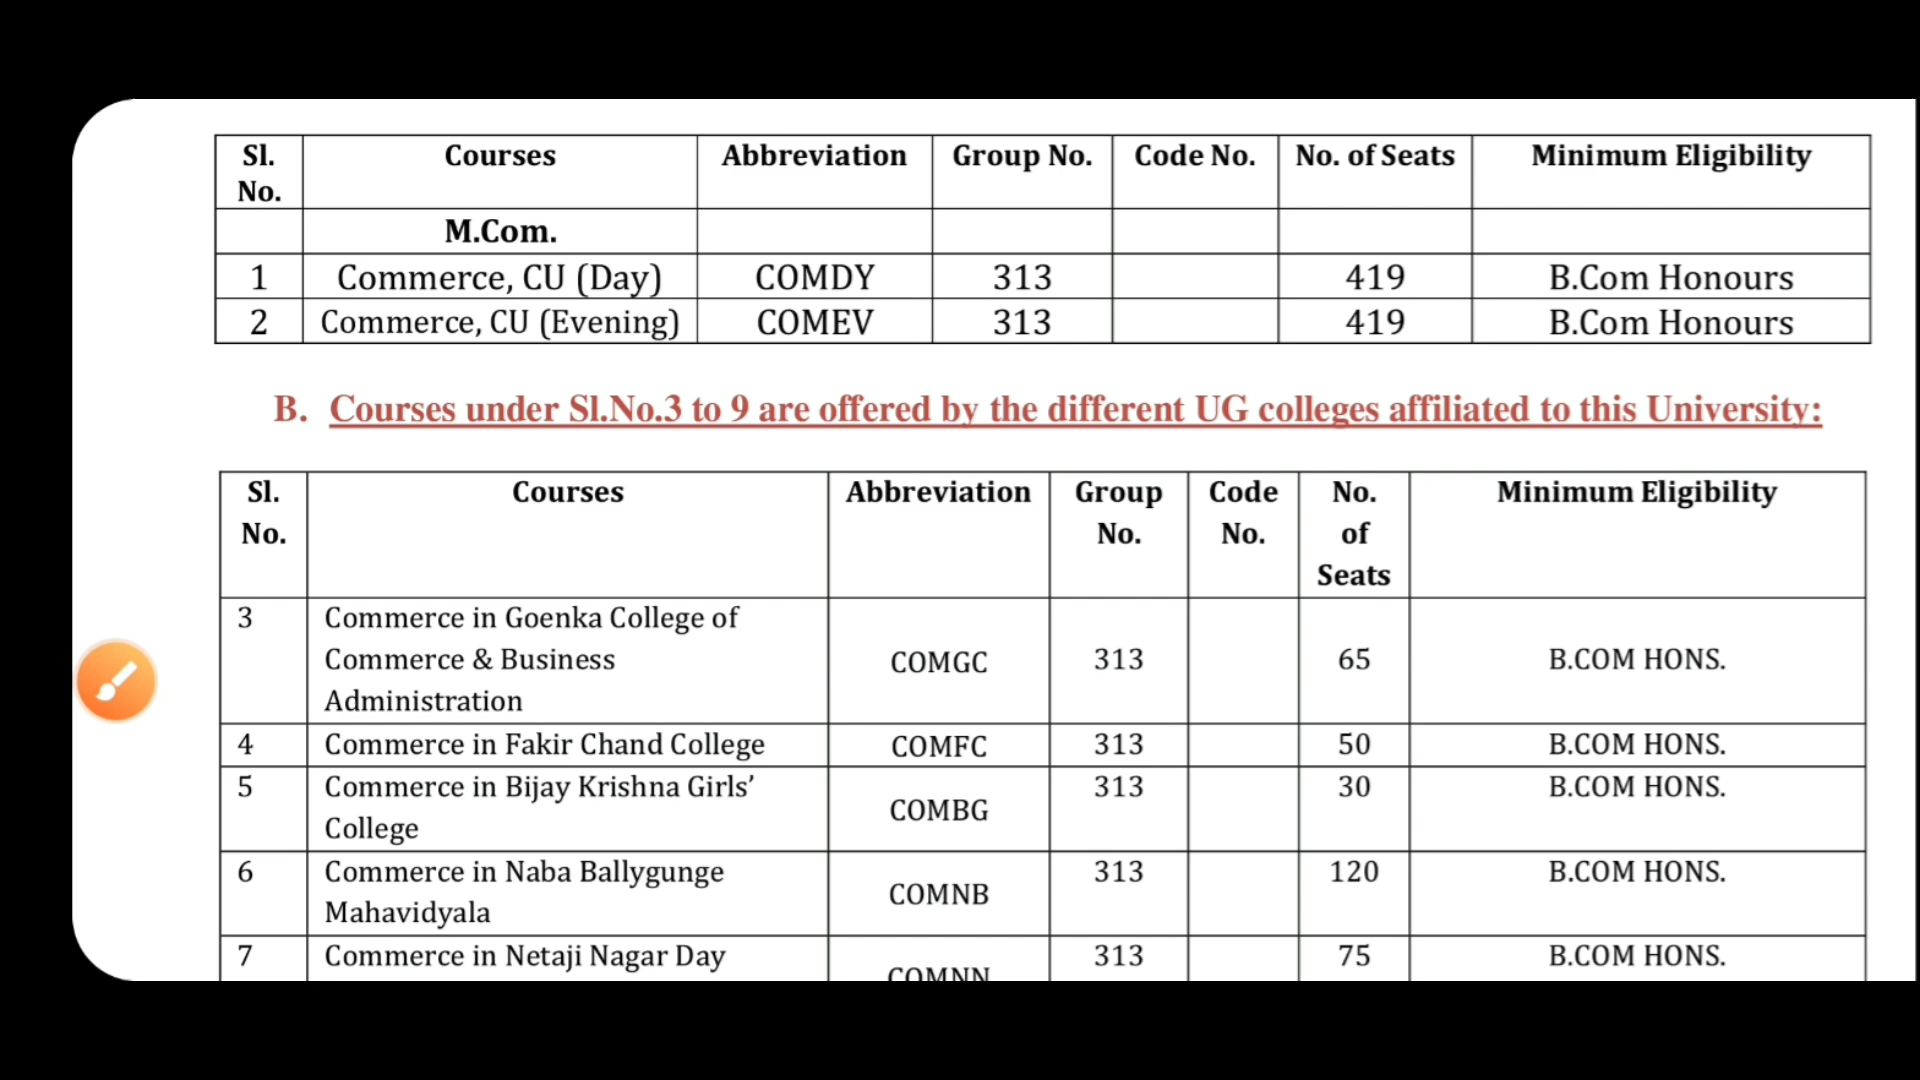 Sl. Courses Abbreviation Group No. Code No. No. of Seats Minimum Eligibility
No.
M.Com.
1 Commerce, CU (Day) COMDY 313 419 B.Com Honours
2 Commerce, CU (Evening) COMEV 313 419 B.Com Honours
B. Courses under Sl.No.3 to 9 are offered by the different UG colleges affiliated to this University:
Sl. Courses Abbreviation Group Code No. Minimum Eligibility
No. No. No. of
Seats
3 Commerce in Goenka College of
Commerce & Business COMGC 313 65 B.COM HONS.
Administration
4 Commerce in Fakir Chand College COMFC 313 50 B.COM HONS.
5 Commerce in Bijay Krishna Girls’ 313 30 B.COM HONS.
College COMBG
6 Commerce in Naba Ballygunge 313 120 B.COM HONS.
Mahavidyala COMNB
7 Commerce in Netaji Nagar Day 313 75 B.COM HONS.
COMNN